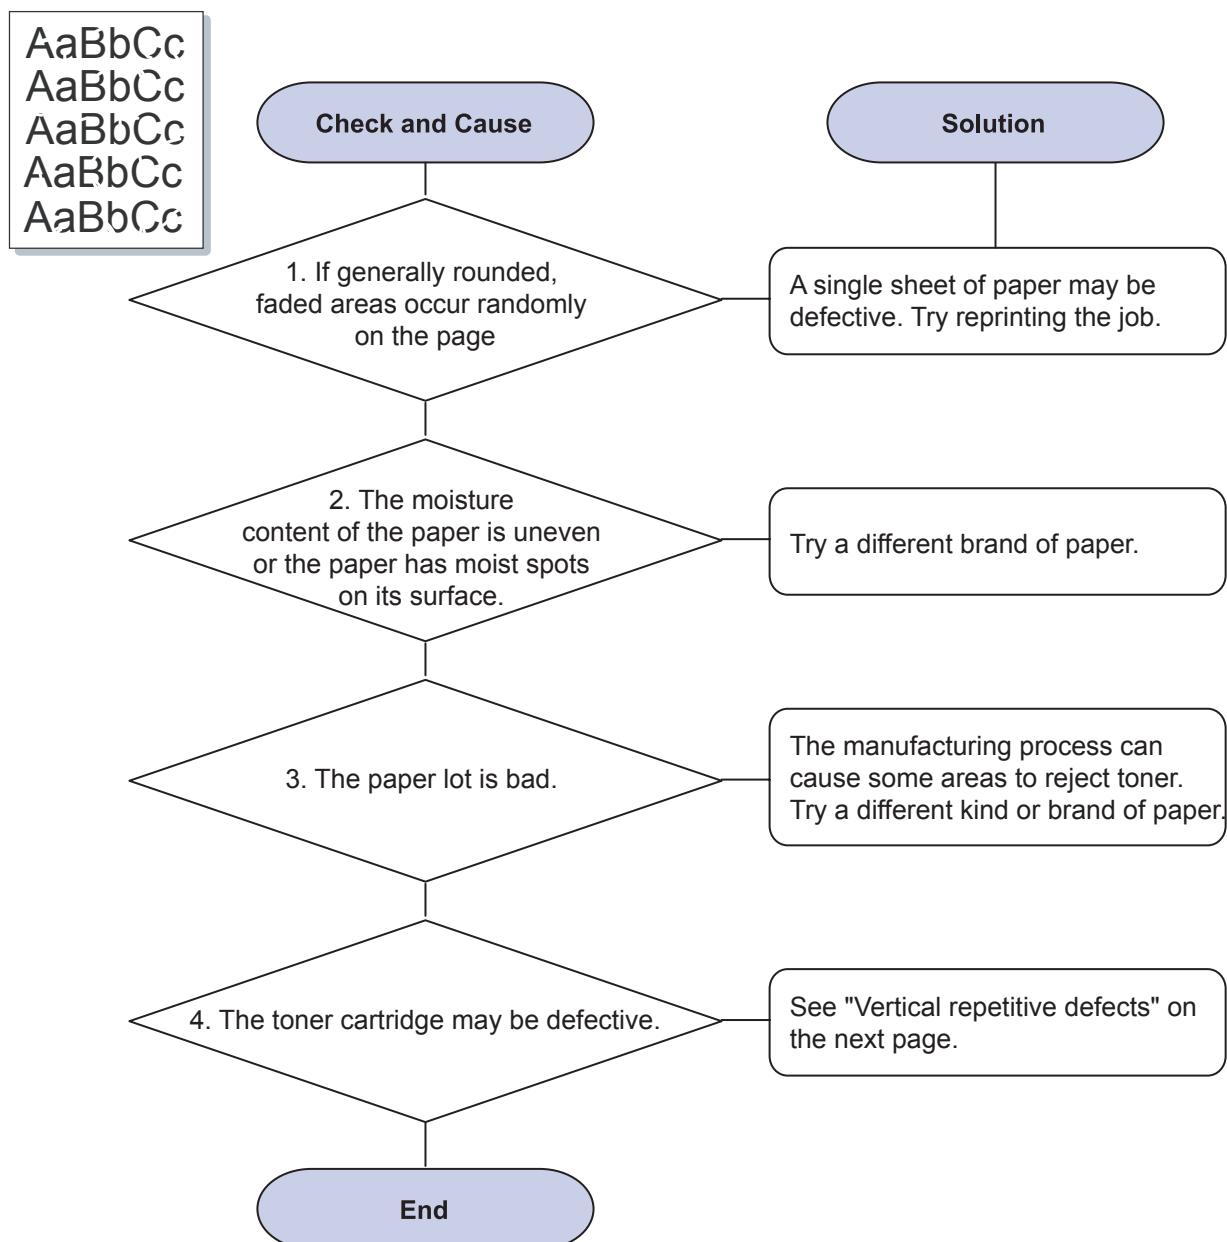 AaBbCc
AaBbCc
AaBbCc
AaBbCc
AaBbCc
Check and Cause
Solution
1. If generally rounded,
faded areas occur randomly
on the page
A single sheet of paper may be
defective. Try reprinting the job.
2. The moisture
content of the paper is uneven
or the paper has moist spots
on its surface.
Try a different brand of paper.
3. The paper lot is bad.
The manufacturing process can
cause some areas to reject toner.
Try a different kind or brand of paper.
4. The toner cartridge may be defective.
See "Vertical repetitive defects" on
the next page.
End